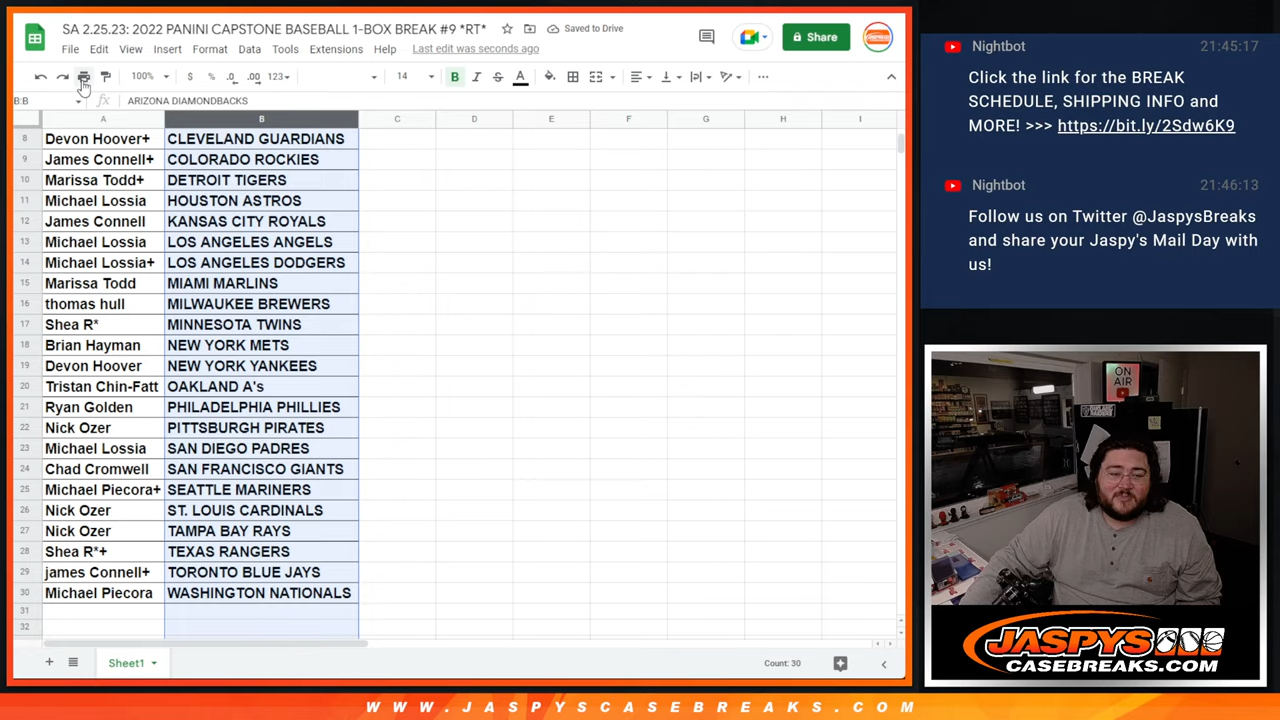 SA 2.25.23: 2022 PANINI CAPSTONE BASEBALL 1-BOX BREAK #9 *RT*
Saved to Drive
File Edit View Insert Format Data Tools Extensions Help Last edit was seconds ago
Share
100% $ % .0 .00 123 14 B I S A
B:B fx ARIZONA DIAMONDBACKS
A B C D E F G H I
8 Devon Hoover+ CLEVELAND GUARDIANS
9 James Connell+ COLORADO ROCKIES
10 Marissa Todd+ DETROIT TIGERS
11 Michael Lossia HOUSTON ASTROS
12 James Connell KANSAS CITY ROYALS
13 Michael Lossia LOS ANGELES ANGELS
14 Michael Lossia+ LOS ANGELES DODGERS
15 Marissa Todd MIAMI MARLINS
16 thomas hull MILWAUKEE BREWERS
17 Shea R* MINNESOTA TWINS
18 Brian Hayman NEW YORK METS
19 Devon Hoover NEW YORK YANKEES
20 Tristan Chin-Fatt OAKLAND A's
21 Ryan Golden PHILADELPHIA PHILLIES
22 Nick Ozer PITTSBURGH PIRATES
23 Michael Lossia SAN DIEGO PADRES
24 Chad Cromwell SAN FRANCISCO GIANTS
25 Michael Piecora+ SEATTLE MARINERS
26 Nick Ozer ST. LOUIS CARDINALS
27 Nick Ozer TAMPA BAY RAYS
28 Shea R*+ TEXAS RANGERS
29 james Connell+ TORONTO BLUE JAYS
30 Michael Piecora WASHINGTON NATIONALS
31
32
Sheet1
Count: 30
Nightbot 21:45:17
Click the link for the BREAK
SCHEDULE, SHIPPING INFO and
MORE! >>> https://bit.ly/2Sdw6K9
Nightbot 21:46:13
Follow us on Twitter @JaspysBreaks
and share your Jaspy's Mail Day with
us!
ON
AIR
JASPYS
CASEBREAKS.COM
WWW.JASPYSCASEBREAKS.COM